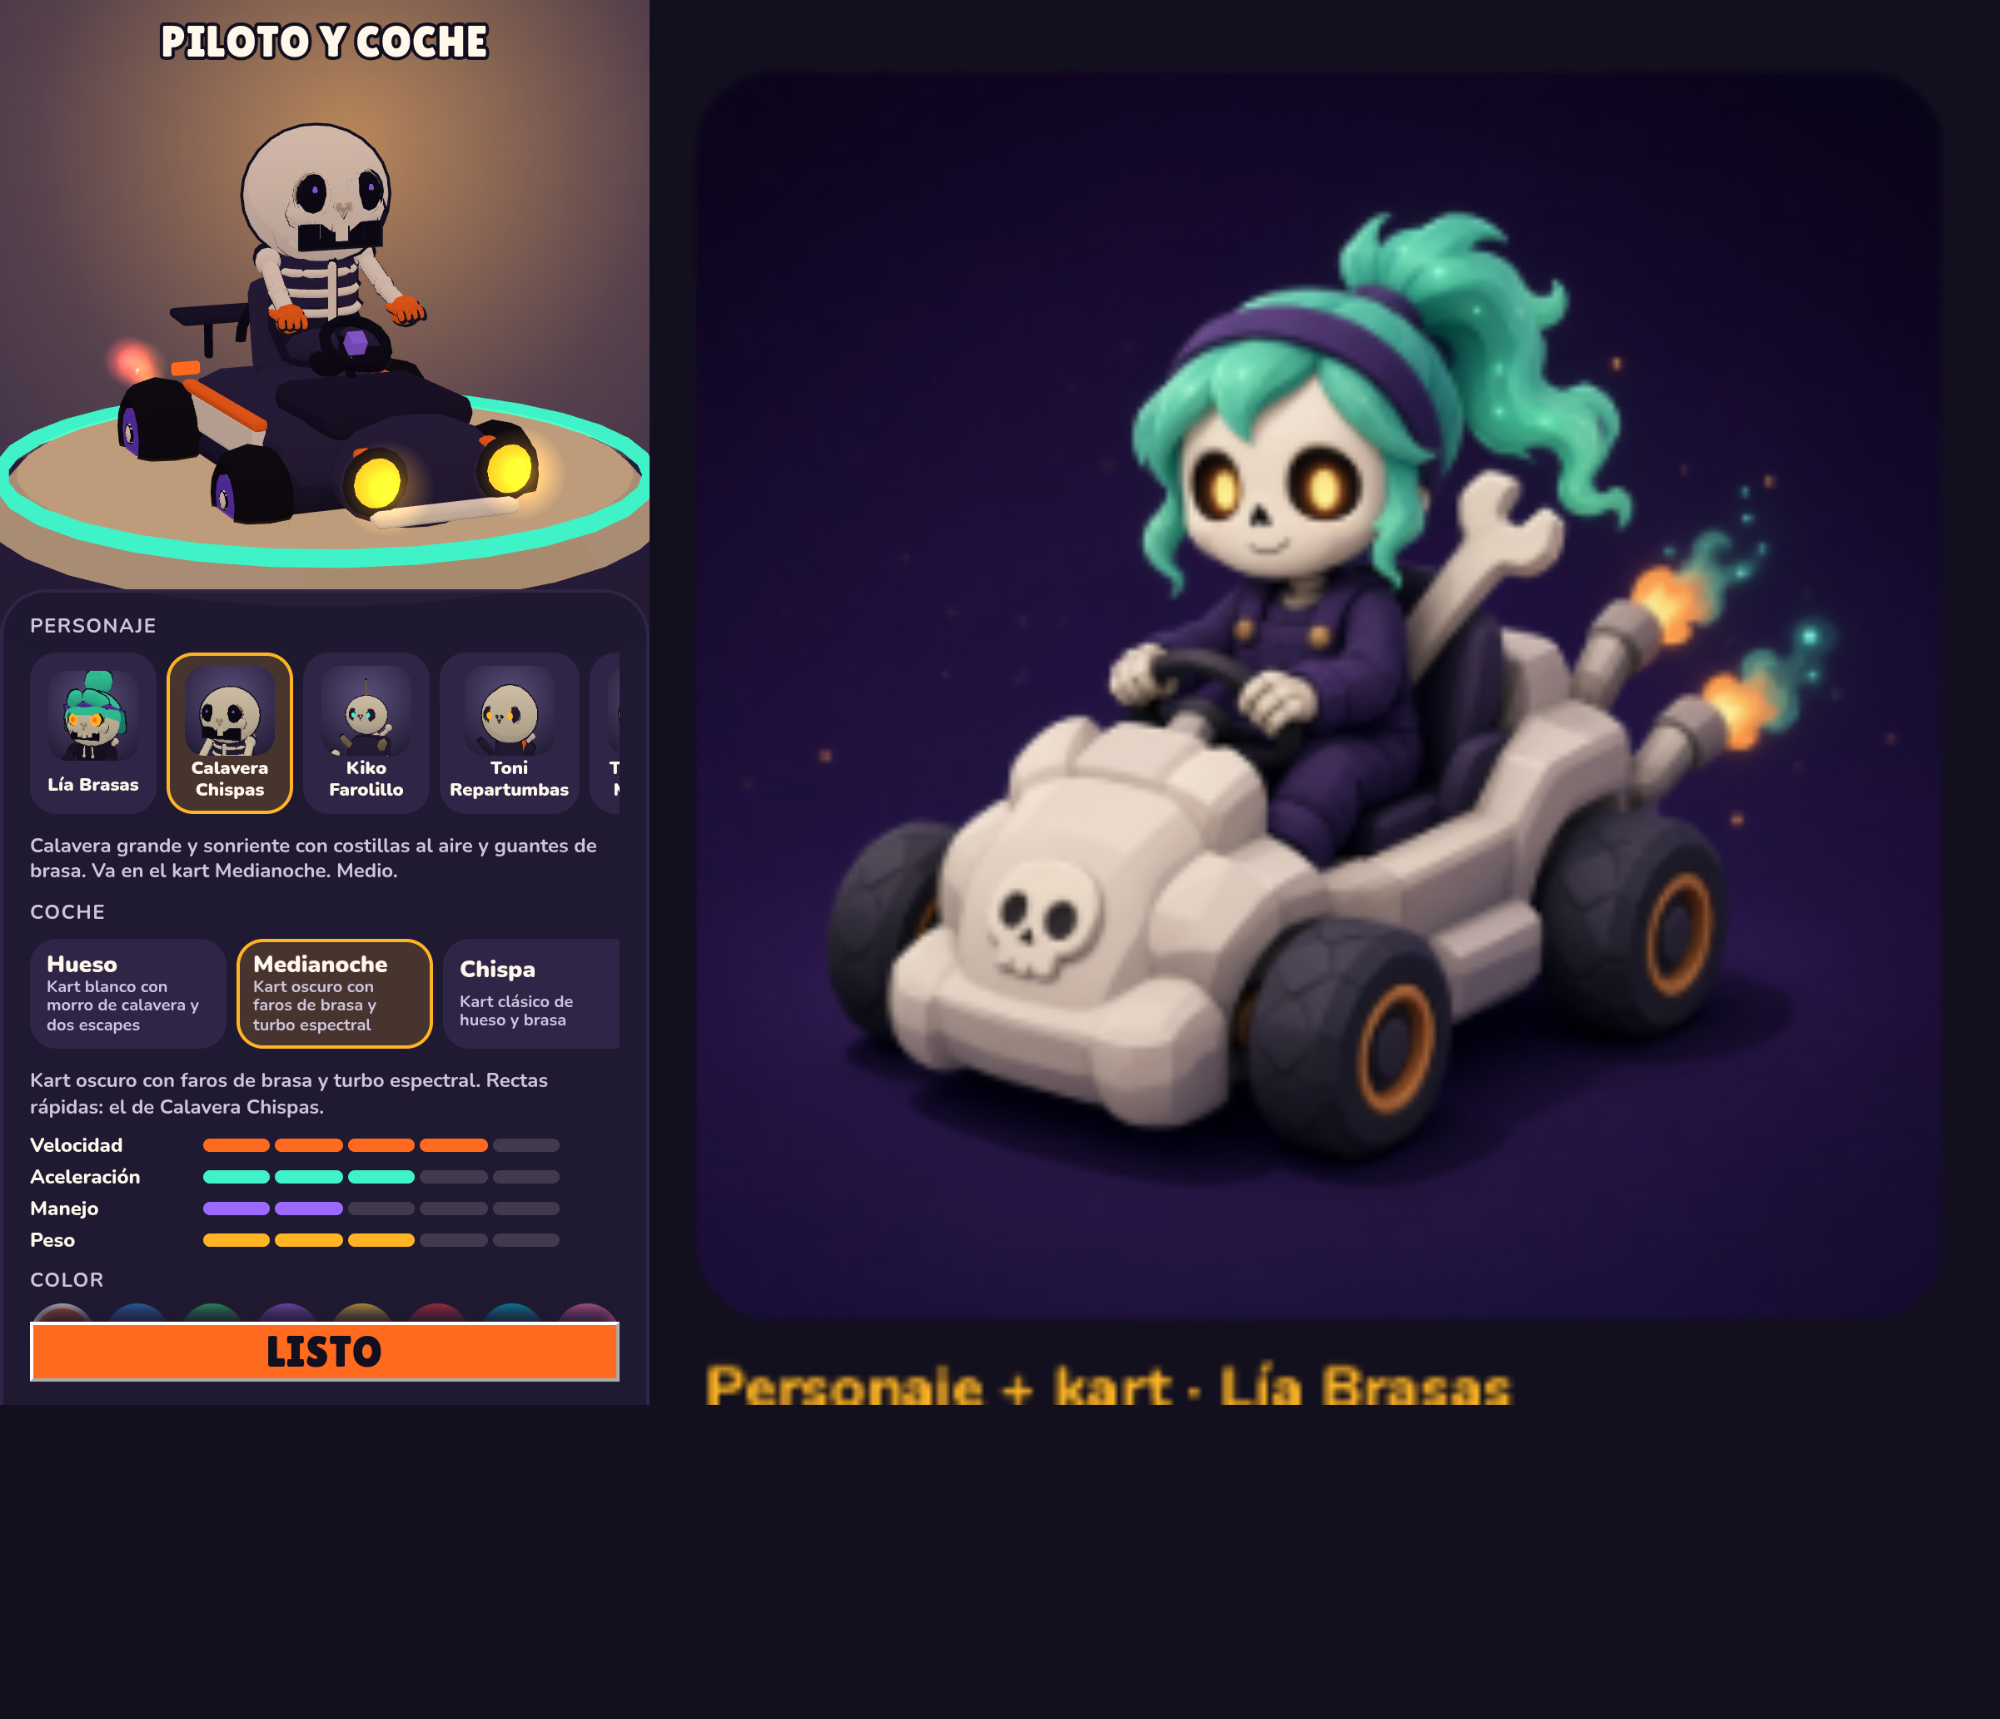 PILOTO Y COCHE
PERSONAJE
Lía Brasas
Calavera
Chispas
Kiko
Farolillo
Toni
Repartumbas
Calavera grande y sonriente con costillas al aire y guantes de
brasa. Va en el kart Medianoche. Medio.
COCHE
Hueso
Kart blanco con
morro de calavera y
dos escapes
Medianoche
Kart oscuro con
faros de brasa y
turbo espectral
Chispa
Kart clásico de
hueso y brasa
Kart oscuro con faros de brasa y turbo espectral. Rectas
rápidas: el de Calavera Chispas.
Velocidad
Aceleración
Manejo
Peso
COLOR
LISTO
Personaje + kart · Lía Brasas